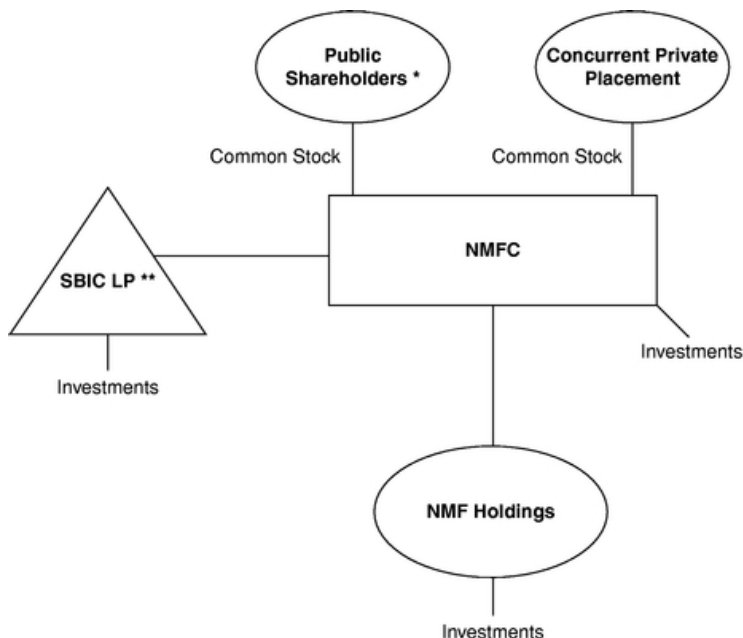 Public
Shareholders *
Concurrent Private
Placement
Common Stock
Common Stock
NMFC
SBIC LP **
Investments
Investments
NMF Holdings
Investments